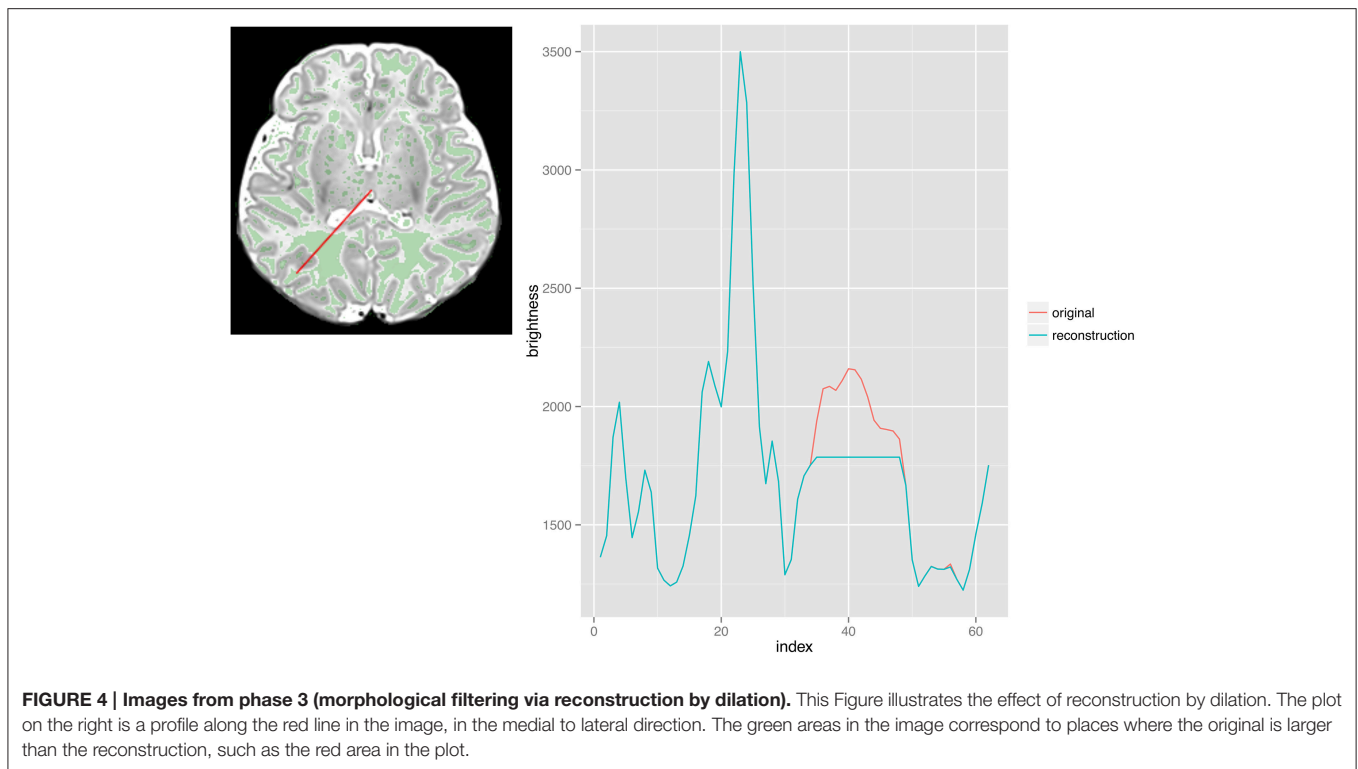 3500
3000
2500
2000
1500
brightness
0
20
40
60
index
original
reconstruction
FIGURE 4 | Images from phase 3 (morphological filtering via reconstruction by dilation). This Figure illustrates the effect of reconstruction by dilation. The plot
on the right is a profile along the red line in the image, in the medial to lateral direction. The green areas in the image correspond to places where the original is larger
than the reconstruction, such as the red area in the plot.